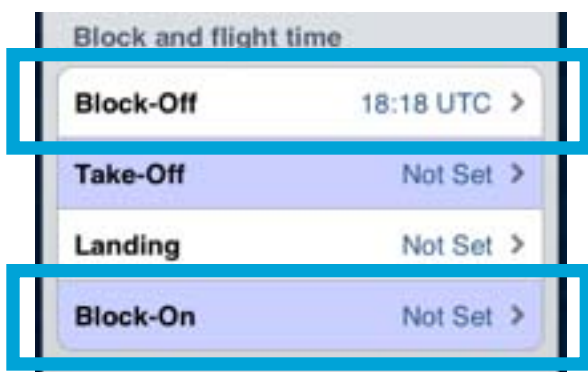 Block and flight time
Block-Off 18:18 UTC >
Take-Off Not Set >
Landing Not Set >
Block-On Not Set >